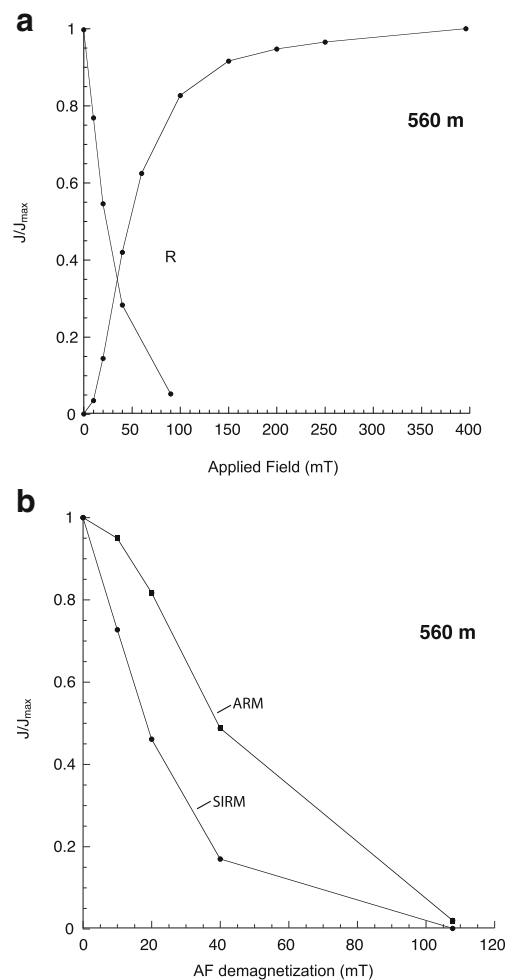 a
1
0.8
560 m
0.6
J/Jmax
0.4
R
0.2
0
0 50 100 150 200 250 300 350 400
Applied Field (mT)
b
1
0.8
560 m
0.6
J/Jmax
ARM
0.4
SIRM
0.2
0
0 20 40 60 80 100 120
AF demagnetization (mT)